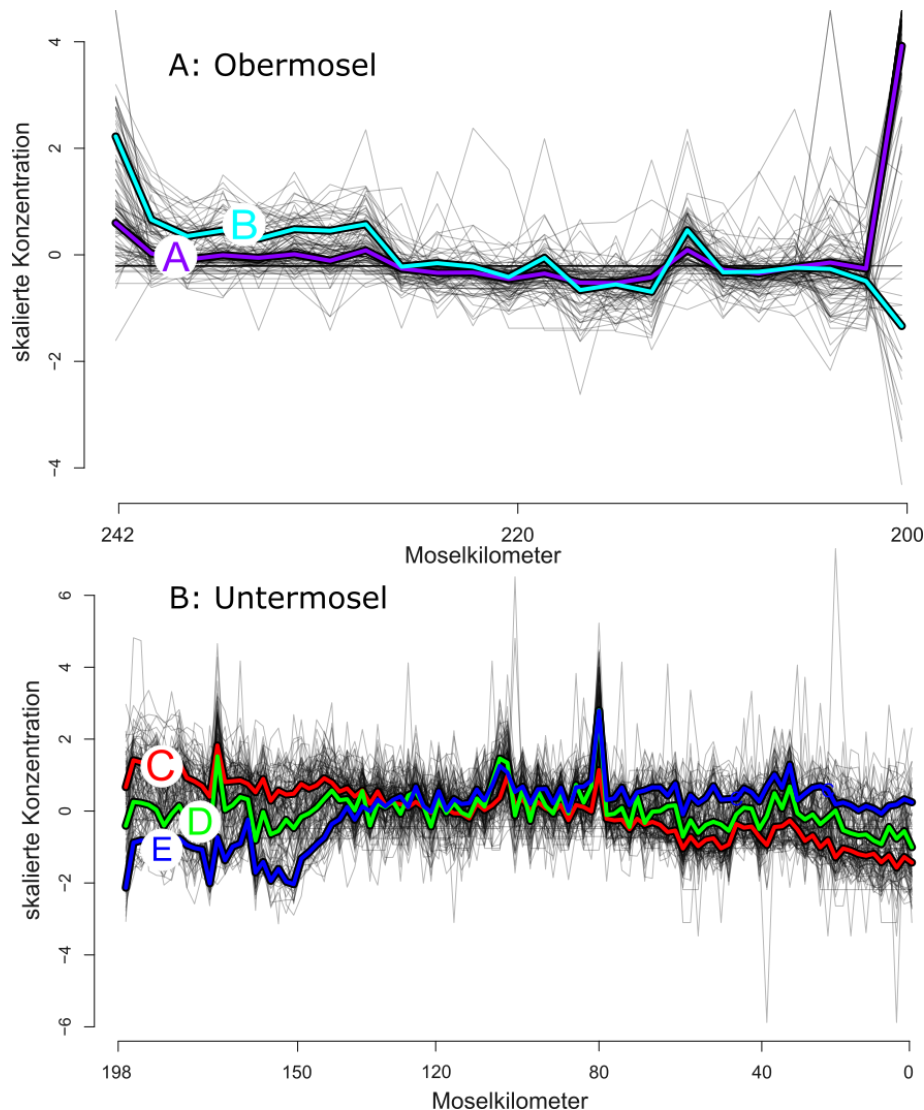 A: Obermosel
skalierte Konzentration
4
2
0
−2
−4
B
A
242
220
200
Moselkilometer
B: Untermosel
skalierte Konzentration
6
4
2
0
−2
−4
−6
C
D
E
198
150
120
80
40
0
Moselkilometer